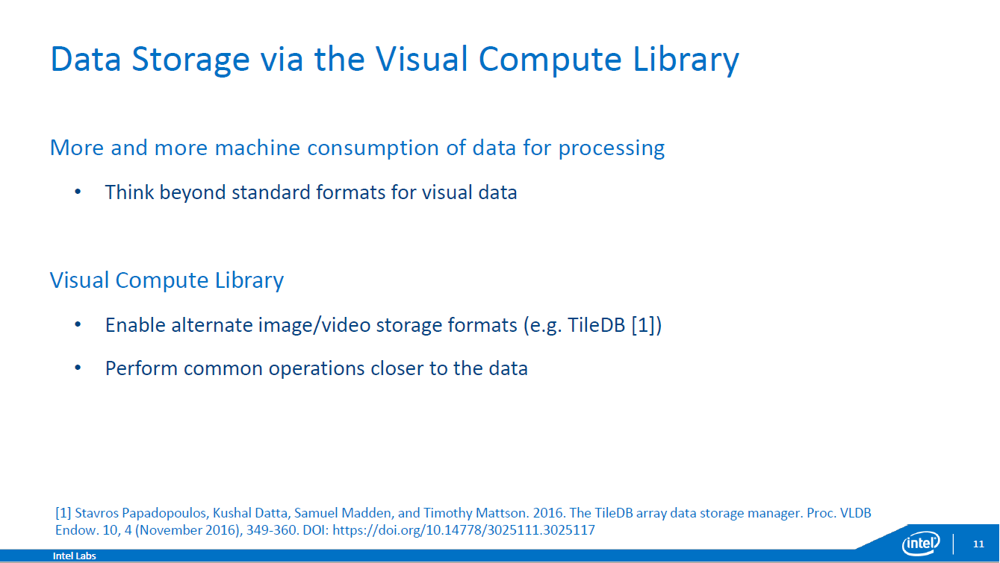 Data Storage via the Visual Compute Library
More and more machine consumption of data for processing
• Think beyond standard formats for visual data
Visual Compute Library
• Enable alternate image/video storage formats (e.g. TileDB [1])
• Perform common operations closer to the data
[1] Stavros Papadopoulos, Kushal Datta, Samuel Madden, and Timothy Mattson. 2016. The TileDB array data storage manager. Proc. VLDB
Endow. 10, 4 (November 2016), 349-360. DOI: https://doi.org/10.14778/3025111.3025117
Intel Labs
intel
11